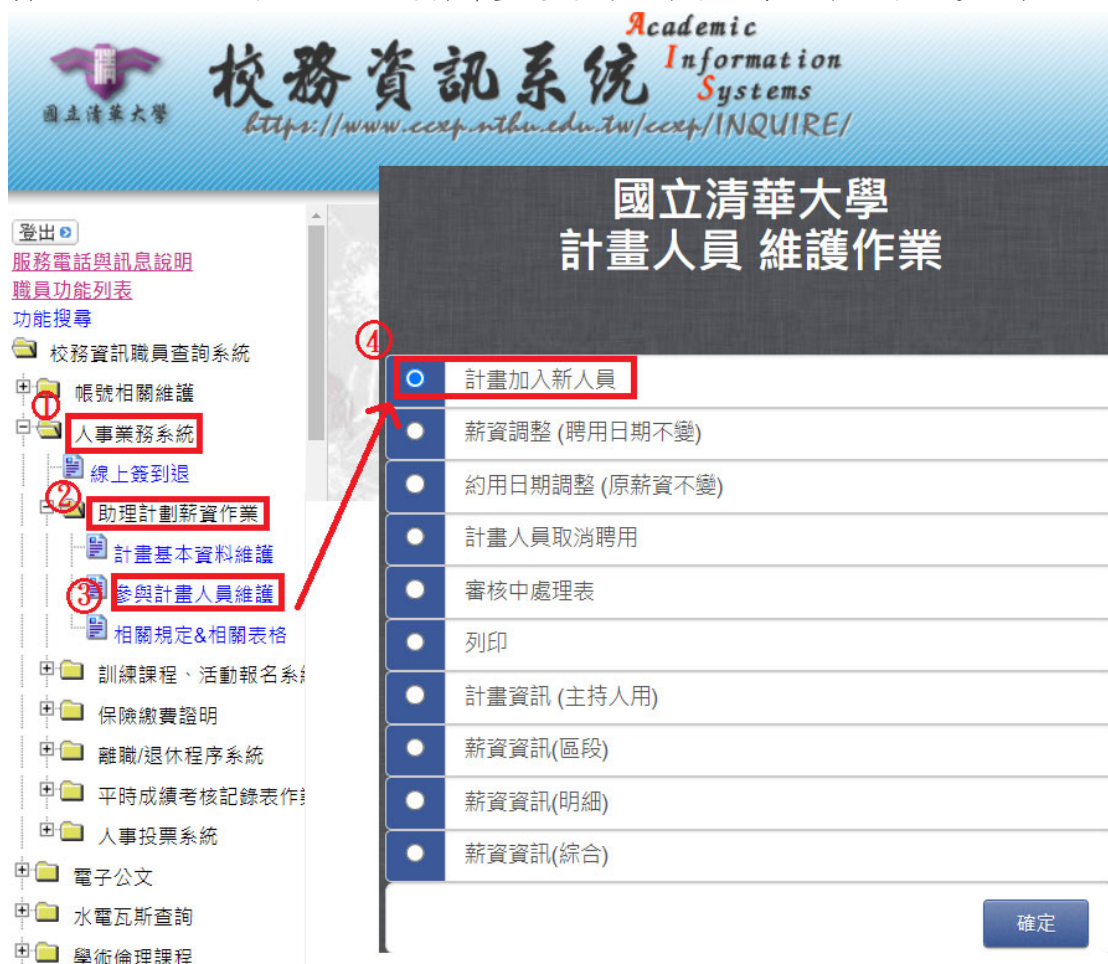 Academic
Information
Systems
校務資訊系統
國立清華大學
https://www.ccxp.nthu.edu.tw/ccxp/INQUIRE/
登出
服務電話與訊息說明
職員功能列表
功能搜尋
校務資訊職員查詢系統
帳號相關維護
①
人事業務系統
線上簽到退
②
助理計劃薪資作業
計畫基本資料維護
③
參與計畫人員維護
相關規定&相關表格
訓練課程、活動報名系
保險繳費證明
離職/退休程序系統
平時成績考核記錄表作
人事投票系統
電子公文
水電瓦斯查詢
學術倫理課程
國立清華大學
計畫人員 維護作業
④
計畫加入新人員
薪資調整 (聘用日期不變)
約用日期調整 (原薪資不變)
計畫人員取消聘用
審核中處理表
列印
計畫資訊 (主持人用)
薪資資訊(區段)
薪資資訊(明細)
薪資資訊(綜合)
確定